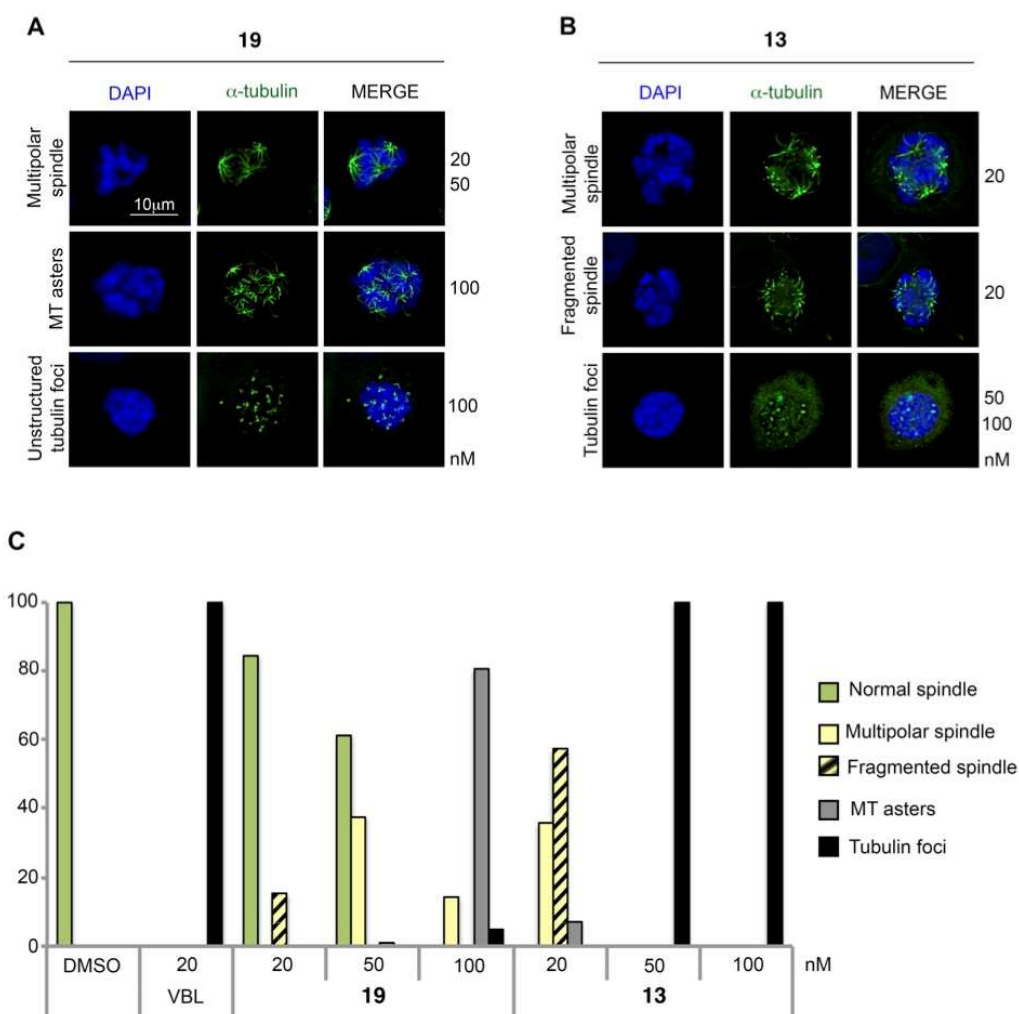 A
19
DAPI
α-tubulin
MERGE
Multipolar
spindle
10μm
20
50
MT asters
100
Unstructured
tubulin foci
100
nM
B
13
DAPI
α-tubulin
MERGE
Multipolar
spindle
20
Fragmented
spindle
20
Tubulin foci
50
100
nM
C
100
80
60
40
20
0
Normal spindle
Multipolar spindle
Fragmented spindle
MT asters
Tubulin foci
DMSO 20 20 50 100 20 50 100 nM
VBL 19 13